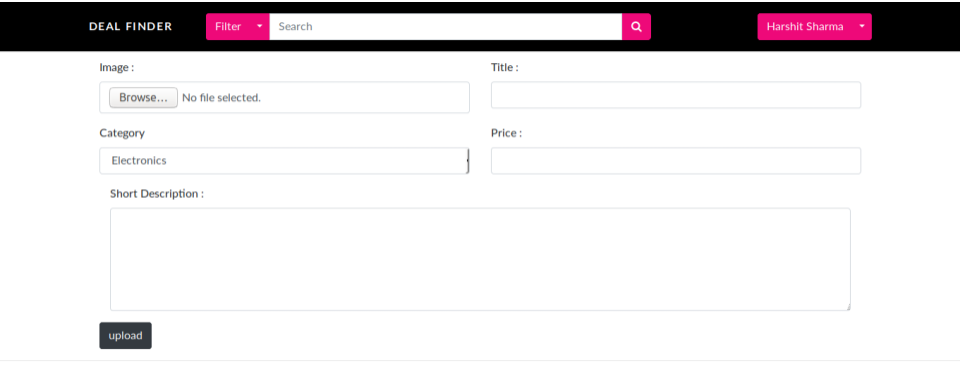 DEAL FINDER Filter Search Harshit Sharma
Image : Title :
Browse... No file selected.
Category Price :
Electronics
Short Description :
upload